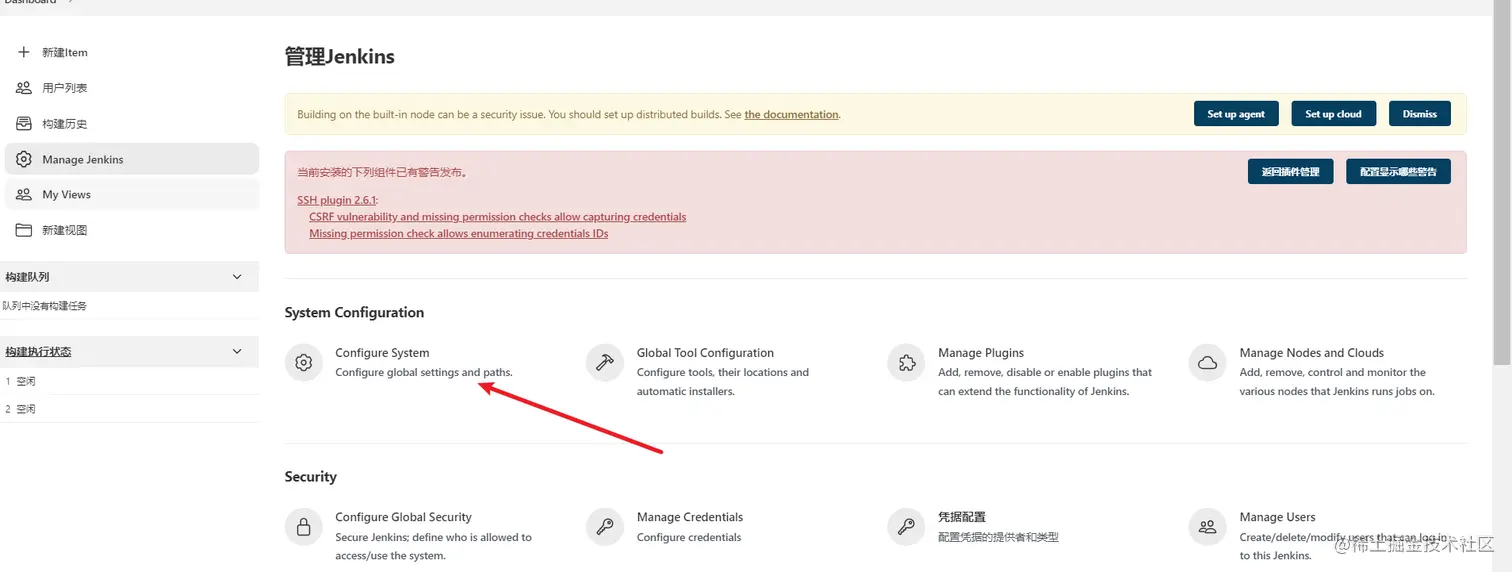 Dashboard
新建Item
用户列表
构建历史
Manage Jenkins
My Views
新建视图
构建队列
队列中没有构建任务
构建执行状态
1 空闲
2 空闲
管理Jenkins
Building on the built-in node can be a security issue. You should set up distributed builds. See the documentation.
Set up agent
Set up cloud
Dismiss
当前安装的下列组件已有警告发布。
返回插件管理
配置显示哪些警告
SSH plugin 2.6.1:
CSRF vulnerability and missing permission checks allow capturing credentials
Missing permission check allows enumerating credentials IDs
System Configuration
Configure System
Configure global settings and paths.
Global Tool Configuration
Configure tools, their locations and
automatic installers.
Manage Plugins
Add, remove, disable or enable plugins that
can extend the functionality of Jenkins.
Manage Nodes and Clouds
Add, remove, control and monitor the
various nodes that Jenkins runs jobs on.
Security
Configure Global Security
Secure Jenkins; define who is allowed to
access/use the system.
Manage Credentials
Configure credentials
凭据配置
配置凭据的提供者和类型
Manage Users
Create/delete/modify users that can log in
to this Jenkins.
@稀土掘金技术社区